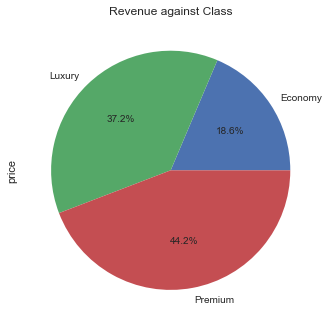 Revenue against Class
Luxury
Economy
37.2%
18.6%
price
44.2%
Premium